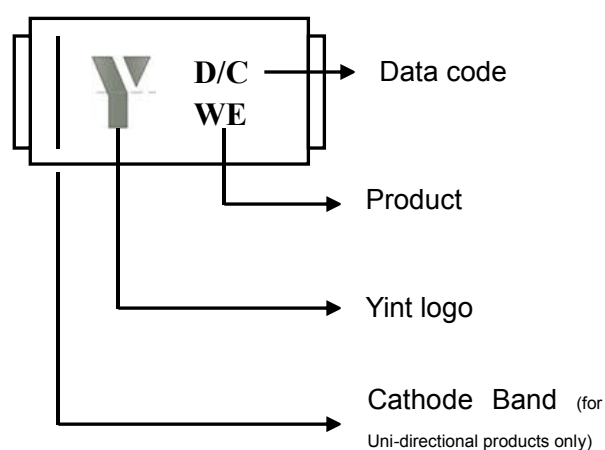 D/C
WE
Data code
Product
Yint logo
Cathode Band (for
Uni-directional products only)